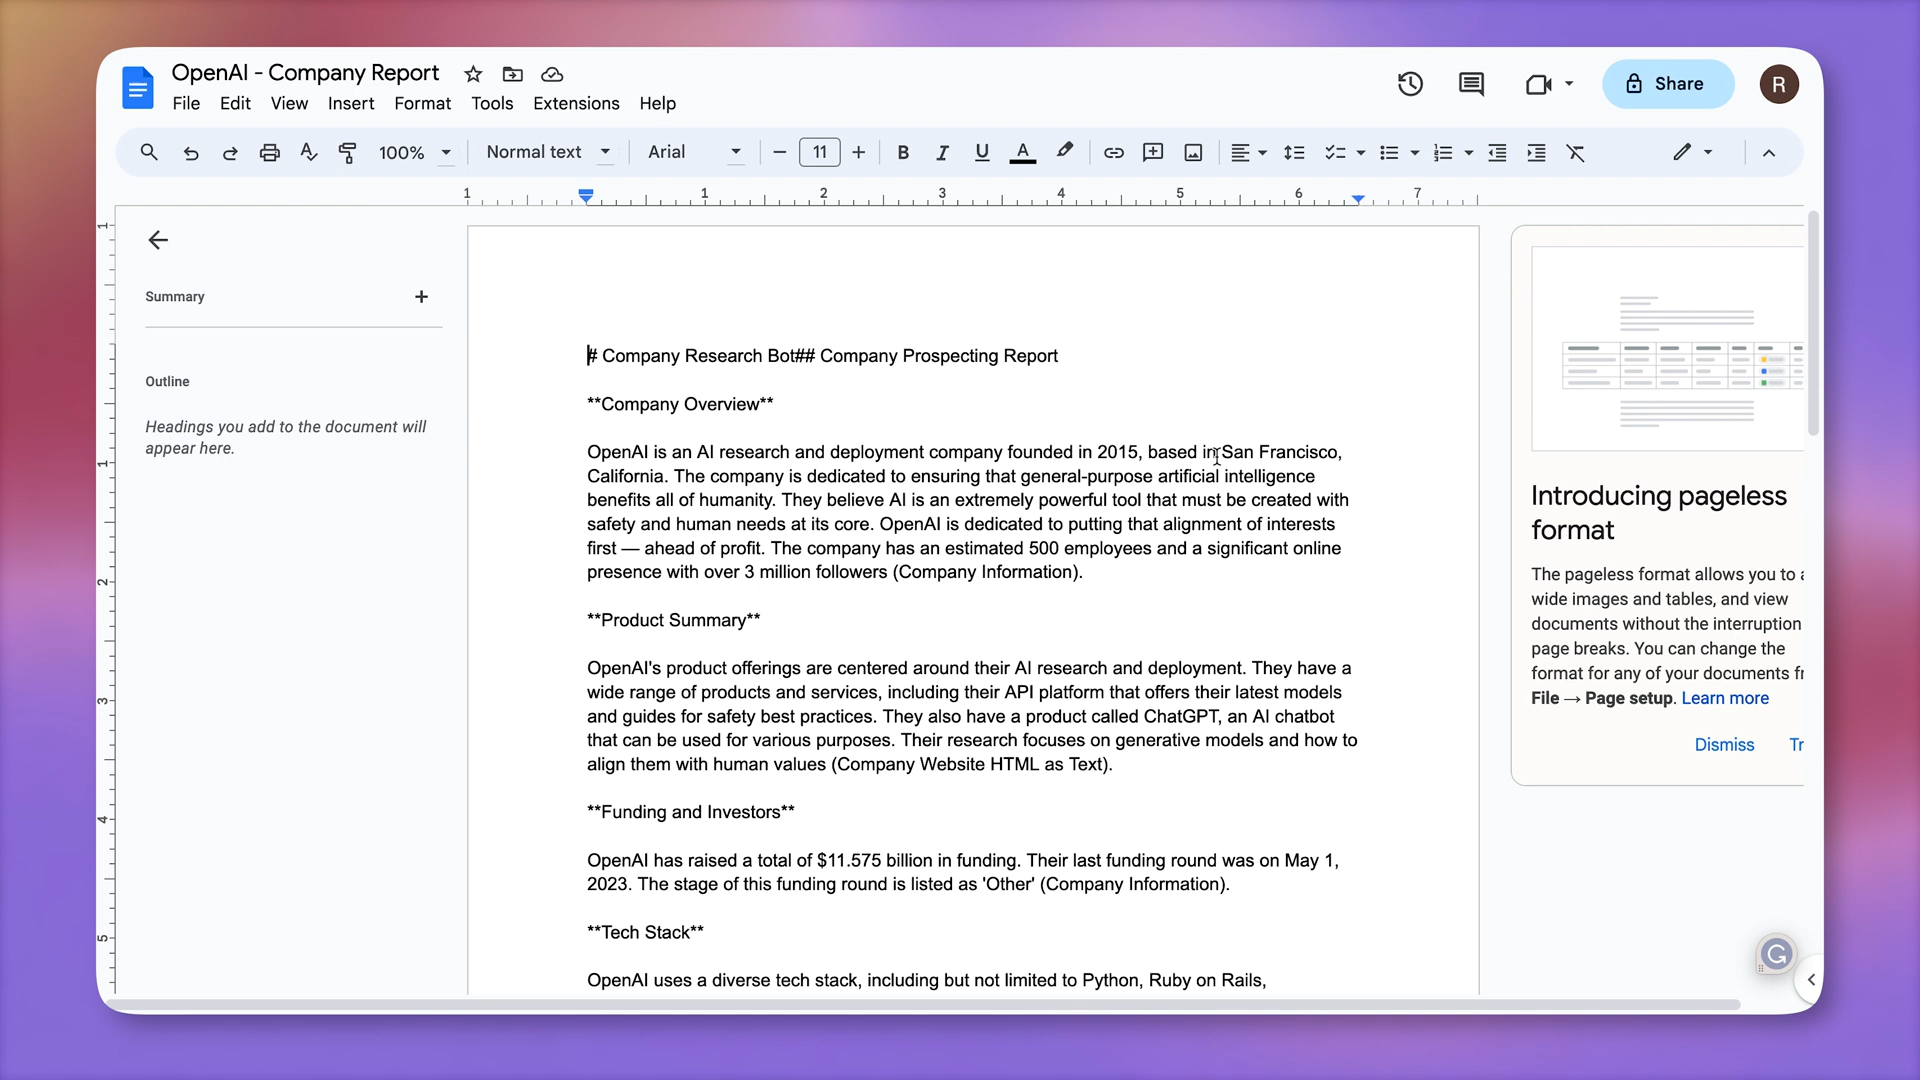 OpenAI - Company Report
File Edit View Insert Format Tools Extensions Help
Share
R
100% Normal text Arial 11 B I U A
1 1 2 3 4 5 6 7
1
1
2
3
4
5
Summary
Outline
Headings you add to the document will
appear here.
# Company Research Bot## Company Prospecting Report
**Company Overview**
OpenAI is an AI research and deployment company founded in 2015, based in San Francisco,
California. The company is dedicated to ensuring that general-purpose artificial intelligence
benefits all of humanity. They believe AI is an extremely powerful tool that must be created with
safety and human needs at its core. OpenAI is dedicated to putting that alignment of interests
first — ahead of profit. The company has an estimated 500 employees and a significant online
presence with over 3 million followers (Company Information).
**Product Summary**
OpenAI's product offerings are centered around their AI research and deployment. They have a
wide range of products and services, including their API platform that offers their latest models
and guides for safety best practices. They also have a product called ChatGPT, an AI chatbot
that can be used for various purposes. Their research focuses on generative models and how to
align them with human values (Company Website HTML as Text).
**Funding and Investors**
OpenAI has raised a total of $11.575 billion in funding. Their last funding round was on May 1,
2023. The stage of this funding round is listed as 'Other' (Company Information).
**Tech Stack**
OpenAI uses a diverse tech stack, including but not limited to Python, Ruby on Rails,
Introducing pageless
format
The pageless format allows you to
wide images and tables, and view
documents without the interruption
page breaks. You can change the
format for any of your documents
File → Page setup. Learn more
Dismiss